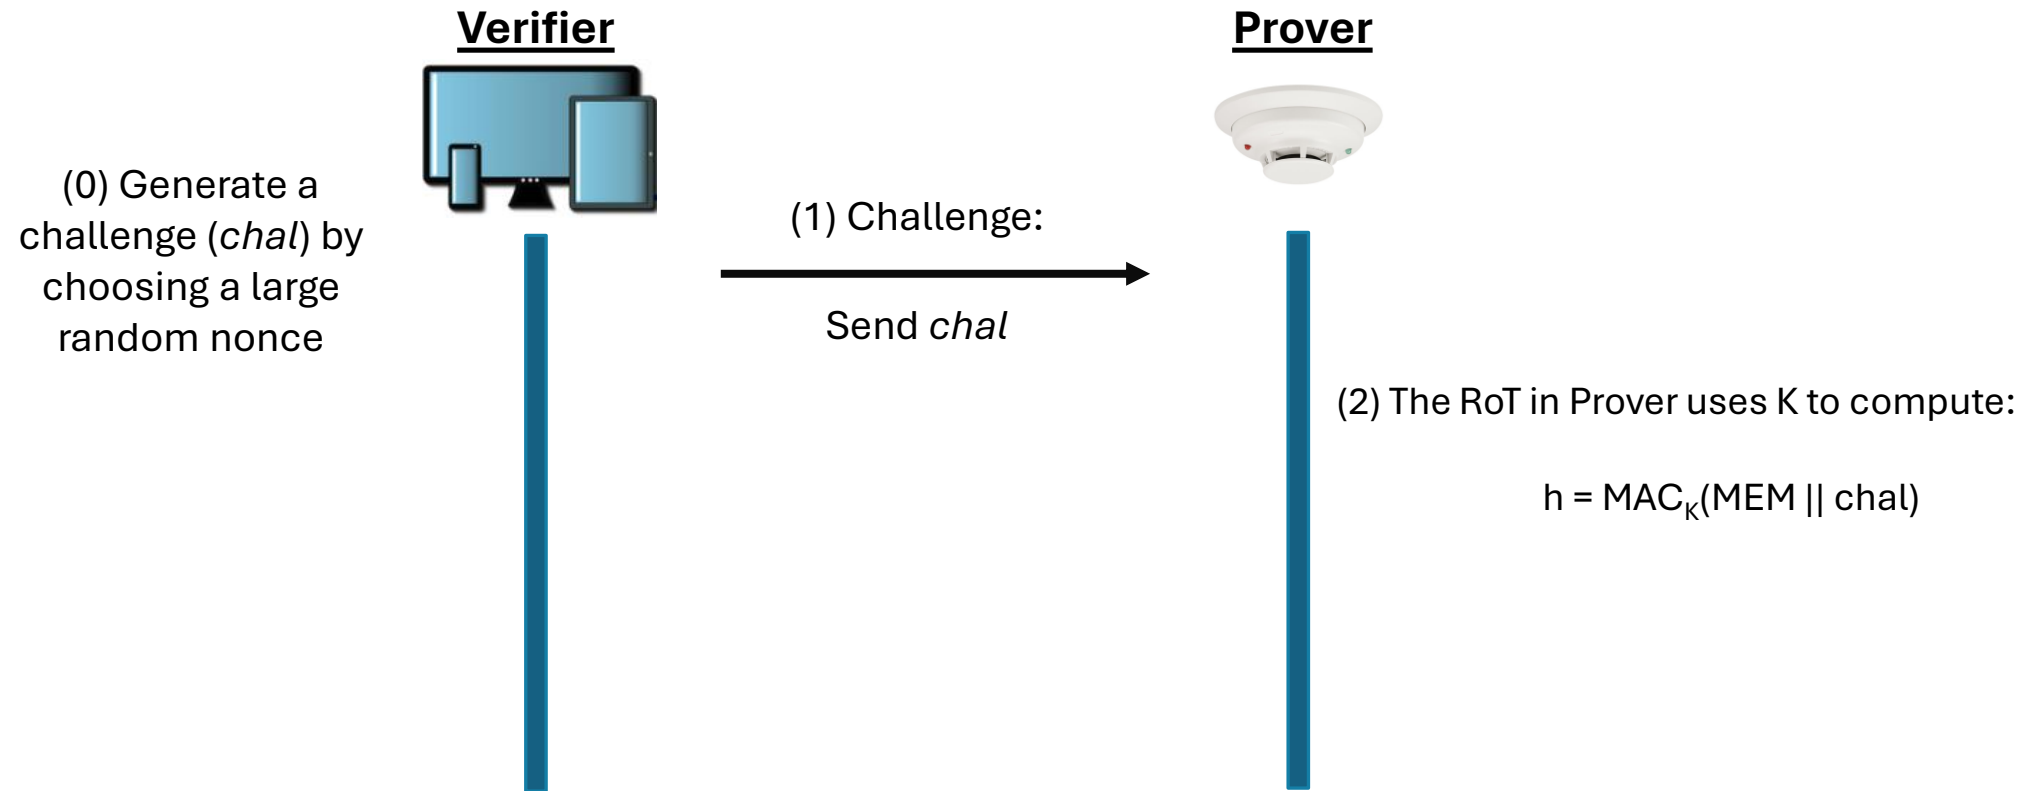 Verifier
Prover
(0) Generate a
challenge (chal) by
choosing a large
random nonce
(1) Challenge:
Send chal
(2) The RoT in Prover uses K to compute:
h = MACK(MEM || chal)